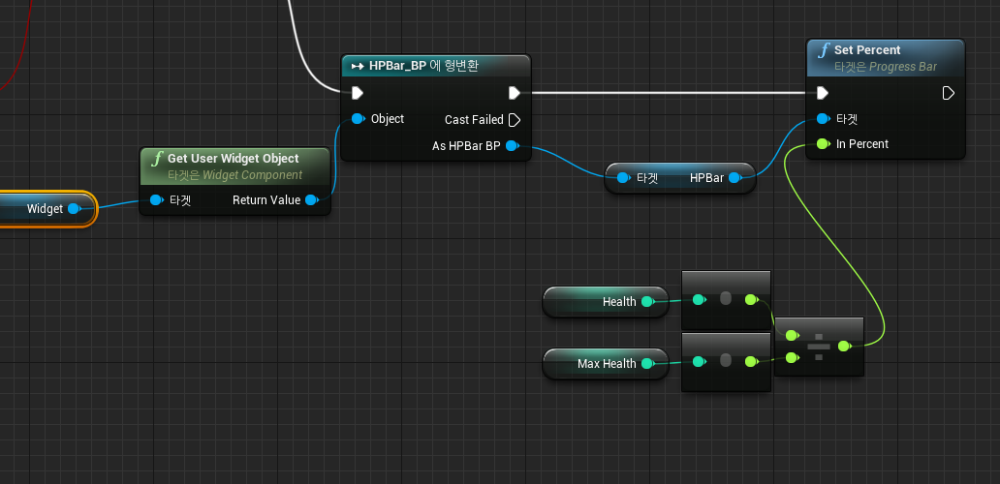 Set Percent
타겟은 Progress Bar
HPBar_BP 에 형변환
Object
Cast Failed
타겟
As HPBar BP
In Percent
Get User Widget Object
타겟은 Widget Component
타겟
HPBar
Widget
타겟
Return Value
Health
Max Health